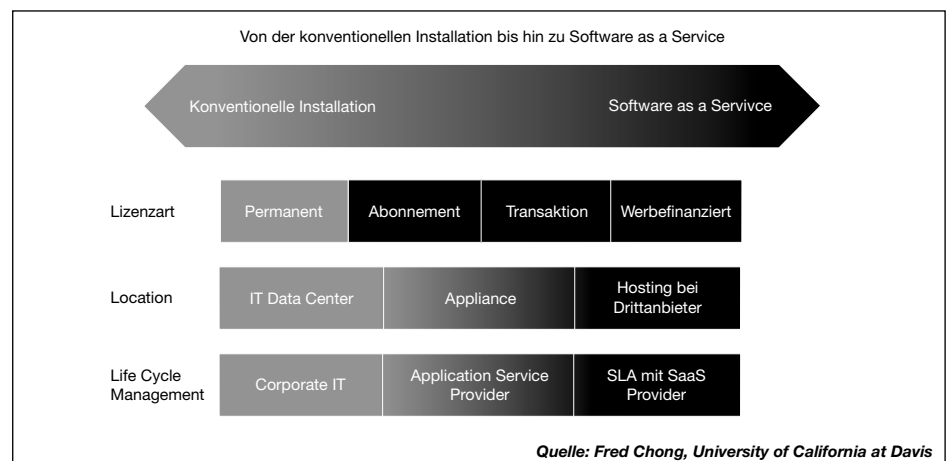 Von der konventionellen Installation bis hin zu Software as a Service
Konventionelle Installation
Software as a Servivce
Lizenzart
Permanent
Abonnement
Transaktion
Werbefinanziert
Location
IT Data Center
Appliance
Hosting bei
Drittanbieter
Life Cycle
Management
Corporate IT
Application Service
Provider
SLA mit SaaS
Provider
Quelle: Fred Chong, University of California at Davis